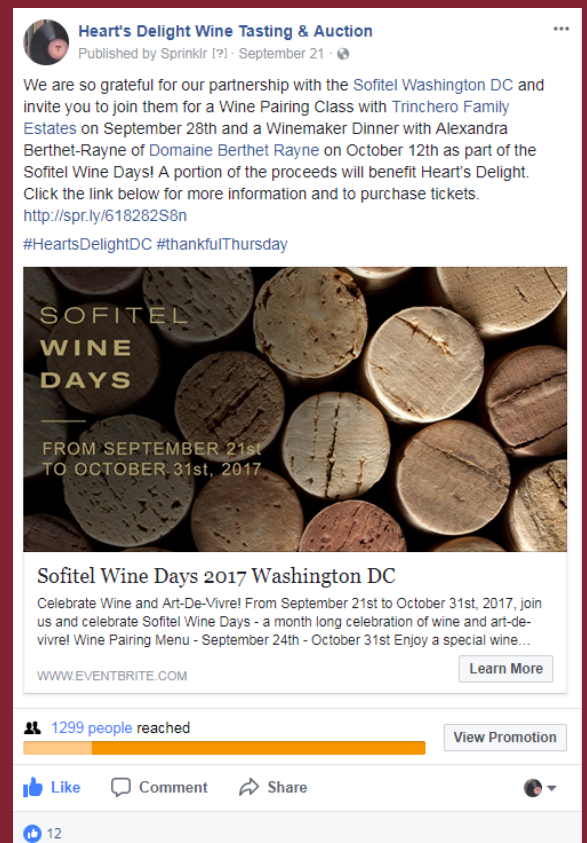 Heart's Delight Wine Tasting & Auction
Published by Sprinklr [?] · September 21 ·
We are so grateful for our partnership with the Sofitel Washington DC and
invite you to join them for a Wine Pairing Class with Trinchero Family
Estates on September 28th and a Winemaker Dinner with Alexandra
Berthet-Rayne of Domaine Berthet Rayne on October 12th as part of the
Sofitel Wine Days! A portion of the proceeds will benefit Heart's Delight.
Click the link below for more information and to purchase tickets.
http://spr.ly/618282S8n
#HeartsDelightDC #thankfulThursday
SOFITEL
WINE
DAYS
FROM SEPTEMBER 21st
TO OCTOBER 31st, 2017
Sofitel Wine Days 2017 Washington DC
Celebrate Wine and Art-De-Vivre! From September 21st to October 31st, 2017, join
us and celebrate Sofitel Wine Days - a month long celebration of wine and art-de-
vivre! Wine Pairing Menu - September 24th - October 31st Enjoy a special wine...
WWW.EVENTBRITE.COM
Learn More
1299 people reached
View Promotion
Like Comment Share
12